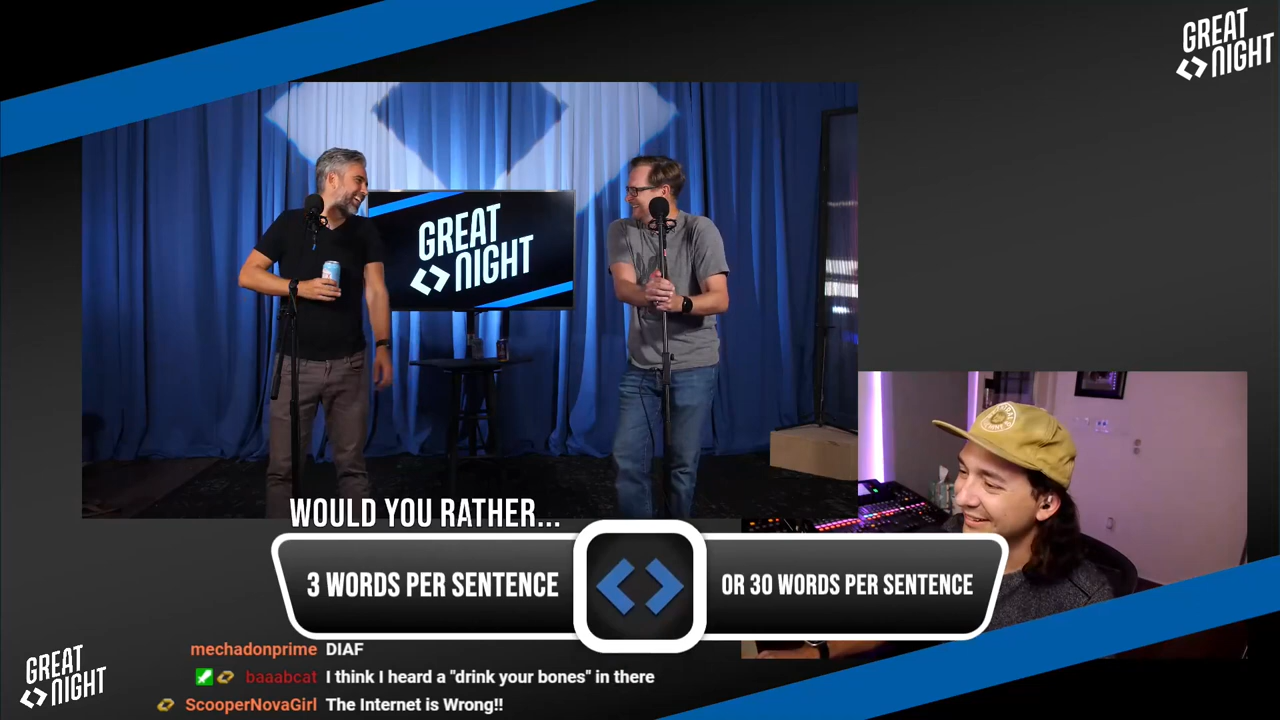 GREAT
NIGHT
GREAT
NIGHT
WOULD YOU RATHER...
3 WORDS PER SENTENCE
OR 30 WORDS PER SENTENCE
mechadonprime DIAF
baaabcat I think I heard a "drink your bones" in there
ScooperNovaGirl The Internet is Wrong!!
GREAT
NIGHT